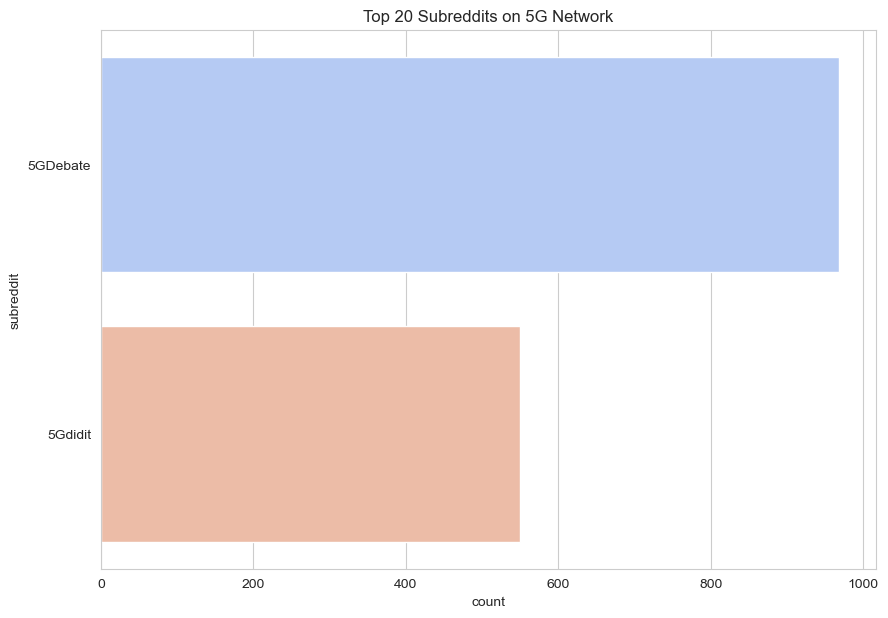 Top 20 Subreddits on 5G Network
5GDebate
5Gdidit
subreddit
0 200 400 600 800 1000
count